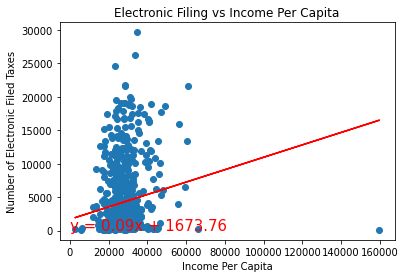 Electronic Filing vs Income Per Capita
Number of Electronic Filed Taxes
30000
25000
20000
15000
10000
5000
0
y = 0.09x + 1673.76
0 20000 40000 60000 80000 100000 120000 140000 160000
Income Per Capita